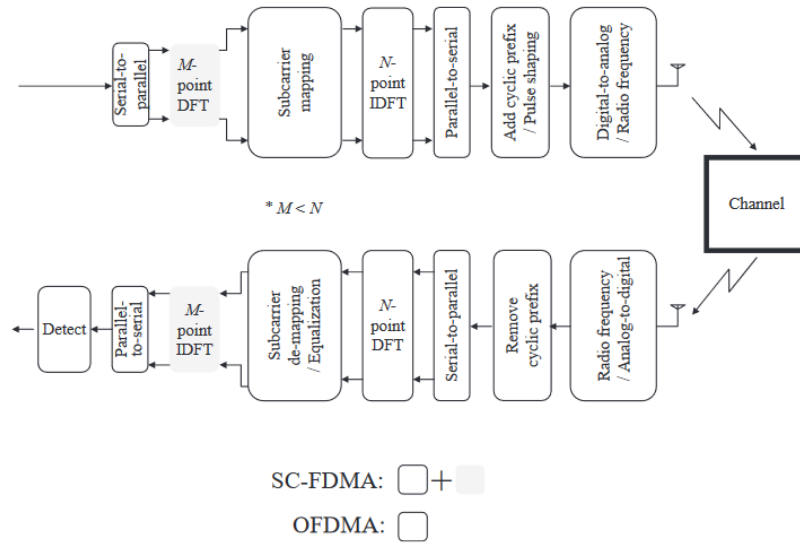 Serial-to-
parallel
M-
point
DFT
Subcarrier
mapping
N-
point
IDFT
Parallel-to-serial
Add cyclic prefix
/ Pulse shaping
Digital-to-analog
/ Radio frequency
Channel
* M < N
Detect
Parallel-
to-serial
M-
point
IDFT
Subcarrier
de-mapping
/ Equalization
N-
point
DFT
Serial-to-parallel
Remove
cyclic prefix
Radio frequency
/ Analog-to-digital
SC-FDMA: +
OFDMA: